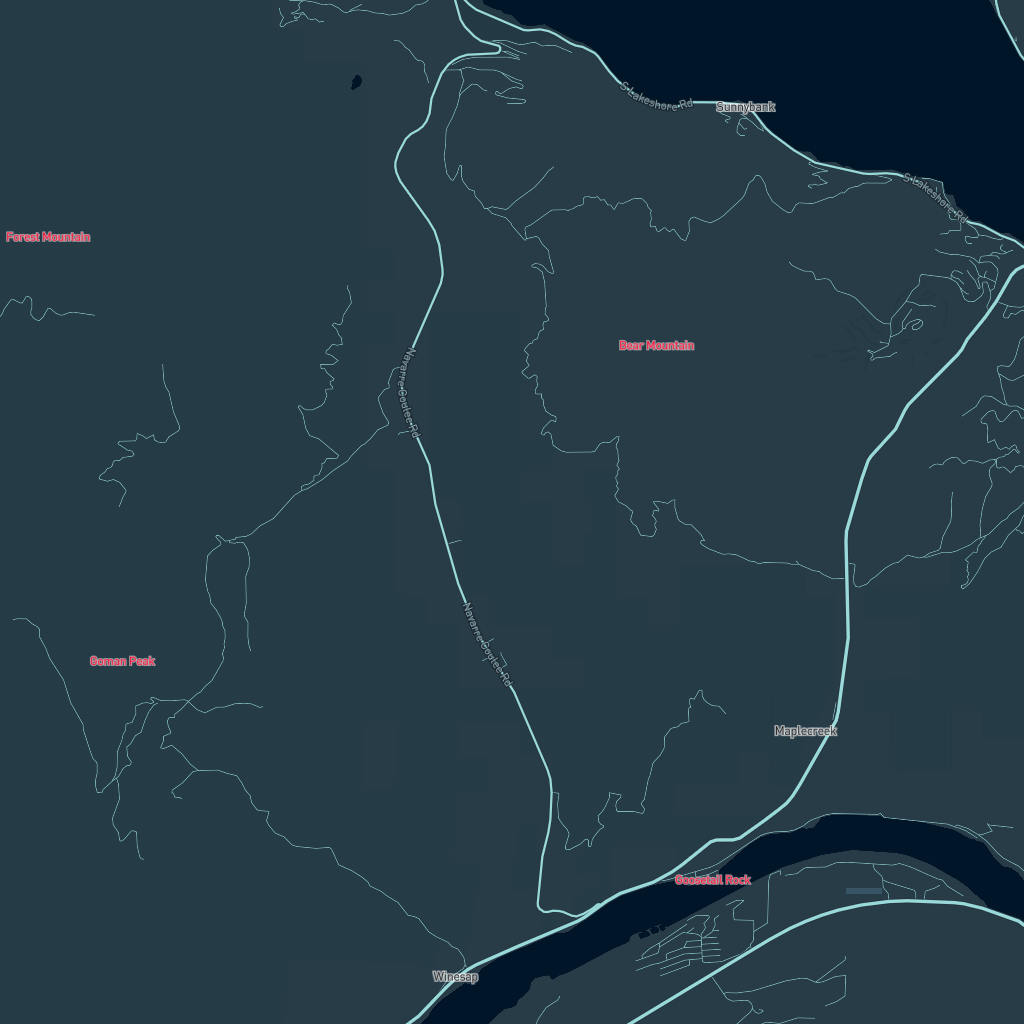 S Lakeshore Rd
Sunnybank
S Lakeshore Rd
Forest Mountain
Bear Mountain
Navarre Coulee Rd
Navarre Coulee Rd
Goman Peak
Maplecreek
Goosetail Rock
Winesap